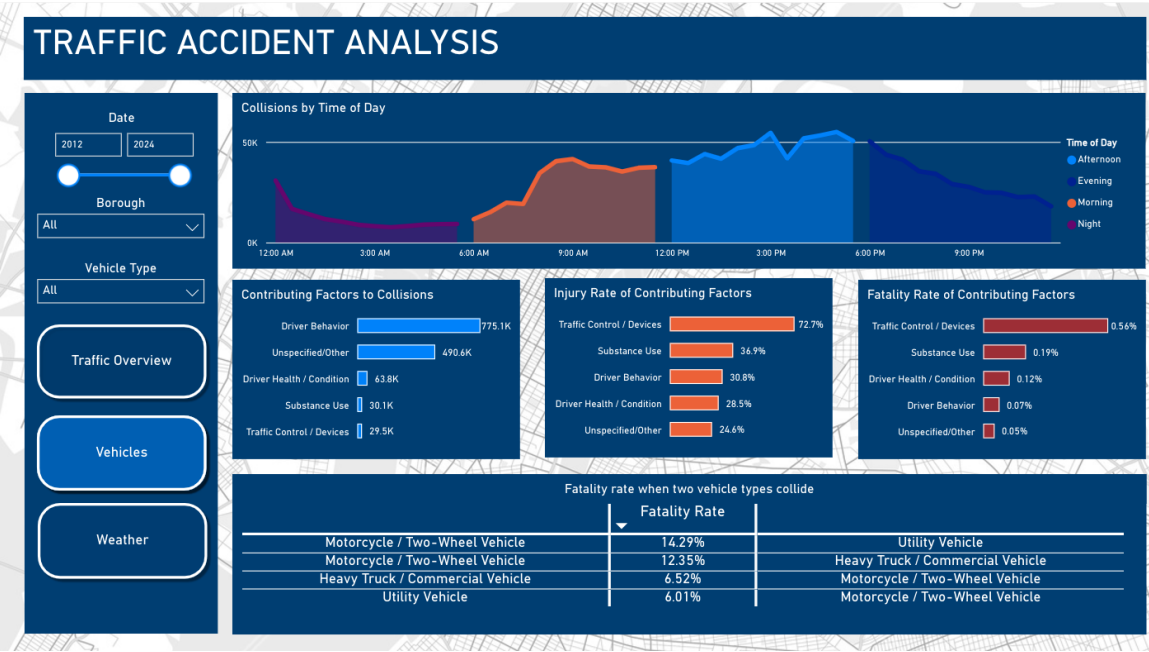 TRAFFIC ACCIDENT ANALYSIS
Date
2012 2024
Borough
All
Vehicle Type
All
Traffic Overview
Vehicles
Weather
Collisions by Time of Day
50K
0K
12:00 AM 3:00 AM 6:00 AM 9:00 AM 12:00 PM 3:00 PM 6:00 PM 9:00 PM
Time of Day
Afternoon
Evening
Morning
Night
Contributing Factors to Collisions
Driver Behavior 775.1K
Unspecified/Other 490.6K
Driver Health / Condition 63.8K
Substance Use 30.1K
Traffic Control / Devices 29.5K
Injury Rate of Contributing Factors
Traffic Control / Devices 72.7%
Substance Use 36.9%
Driver Behavior 30.8%
Driver Health / Condition 28.5%
Unspecified/Other 24.6%
Fatality Rate of Contributing Factors
Traffic Control / Devices 0.56%
Substance Use 0.19%
Driver Health / Condition 0.12%
Driver Behavior 0.07%
Unspecified/Other 0.05%
Fatality rate when two vehicle types collide
Fatality Rate
Motorcycle / Two-Wheel Vehicle 14.29% Utility Vehicle
Motorcycle / Two-Wheel Vehicle 12.35% Heavy Truck / Commercial Vehicle
Heavy Truck / Commercial Vehicle 6.52% Motorcycle / Two-Wheel Vehicle
Utility Vehicle 6.01% Motorcycle / Two-Wheel Vehicle